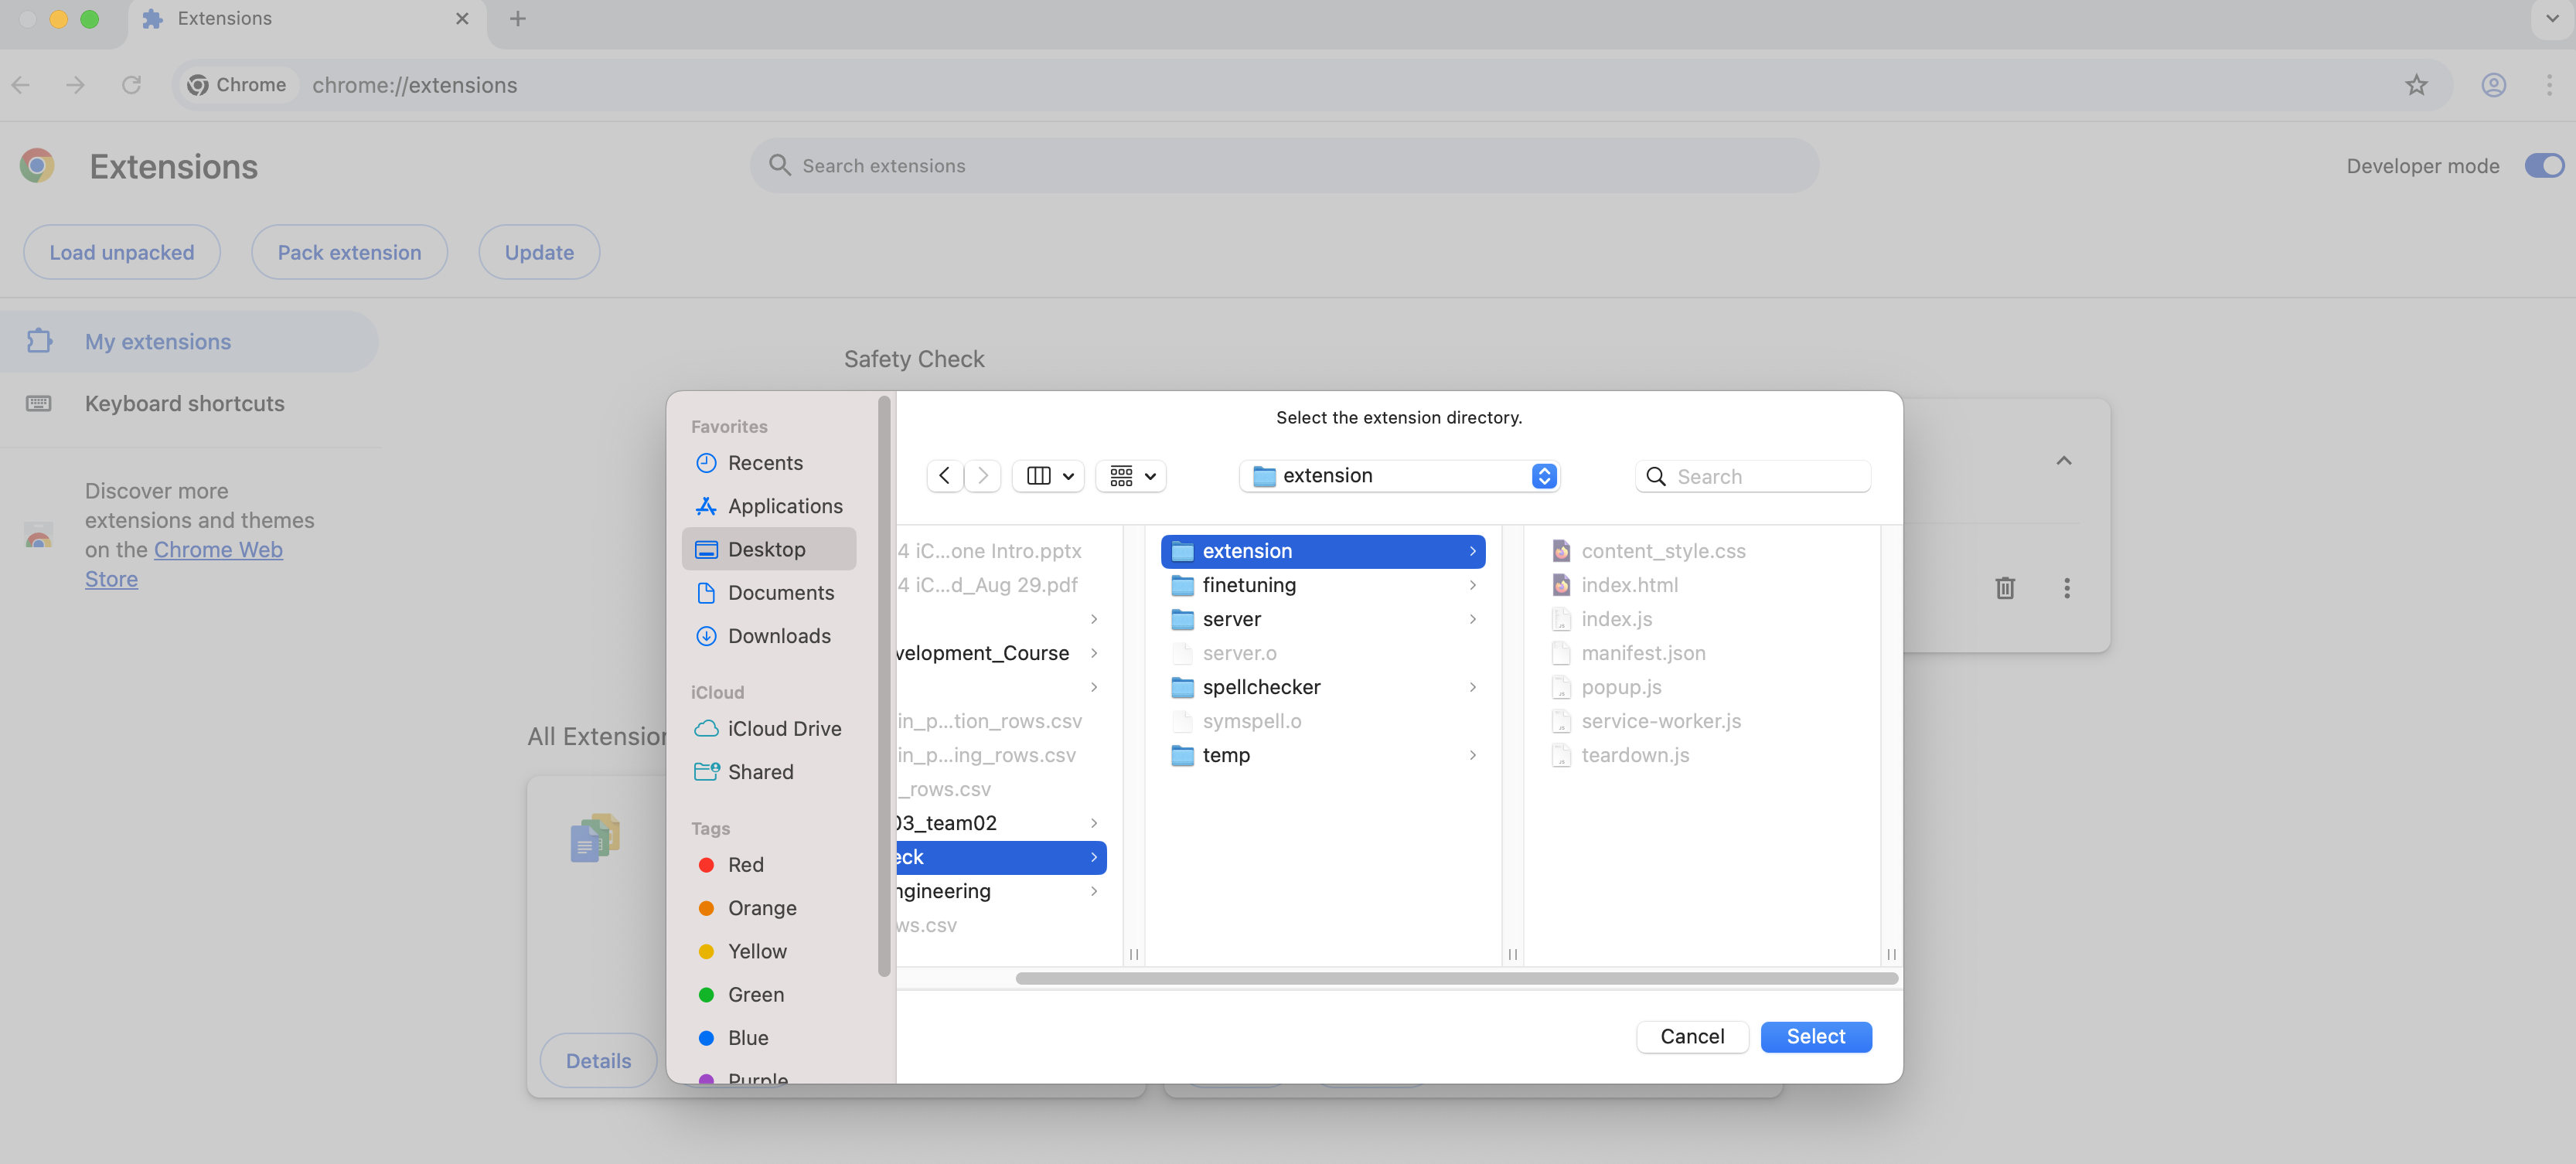 Extensions
Chrome
chrome://extensions
Extensions
Search extensions
Developer mode
Load unpacked
Pack extension
Update
My extensions
Keyboard shortcuts
Discover more
extensions and themes
on the Chrome Web
Store
Safety Check
All Extension
Details
Favorites
Recents
Applications
Desktop
Documents
Downloads
iCloud
iCloud Drive
Shared
Tags
Red
Orange
Yellow
Green
Blue
Purple
Select the extension directory.
extension
Search
4 iC...one Intro.pptx
4 iC...d_Aug 29.pdf
velopment_Course
in_p...tion_rows.csv
in_p...ing_rows.csv
_rows.csv
03_team02
eck
ngineering
ws.csv
extension
finetuning
server
server.o
spellchecker
symspell.o
temp
content_style.css
index.html
index.js
manifest.json
popup.js
service-worker.js
teardown.js
Cancel
Select